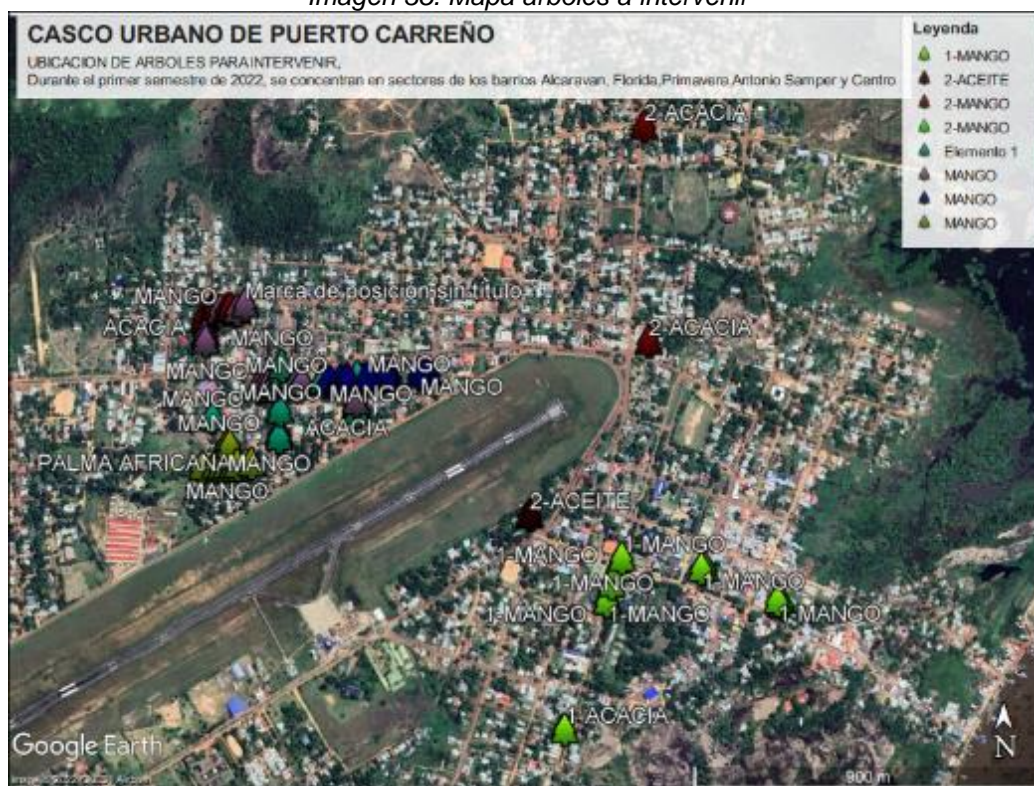 Imagen 38. Mapa árboles a intervenir
CASCO URBANO DE PUERTO CARREÑO
UBICACION DE ARBOLES PARA INTERVENIR,
Durante el primer semestre de 2022, se concentran en sectores de los barrios Alcaravan, Florida,Primavera Antonio Samper y Centro
Leyenda
1-MANGO
2-ACEITE
2-MANGO
2-MANGO
Elemento 1
MANGO
MANGO
MANGO
2-ACACIA
MANGO
Marca de posición sin título
ACACIA
MANGO
2-ACACIA
MANGO
MANGO
MANGO
MANGO
MANGO
MANGO
MANGO
MANGO
ACACIA
PALMA AFRICANA
MANGO
MANGO
2-ACEITE
1-MANGO
1-MANGO
1-MANGO
1-MANGO
1-MANGO
1-MANGO
1-MANGO
1-ACACIA
Google Earth
900 m
N